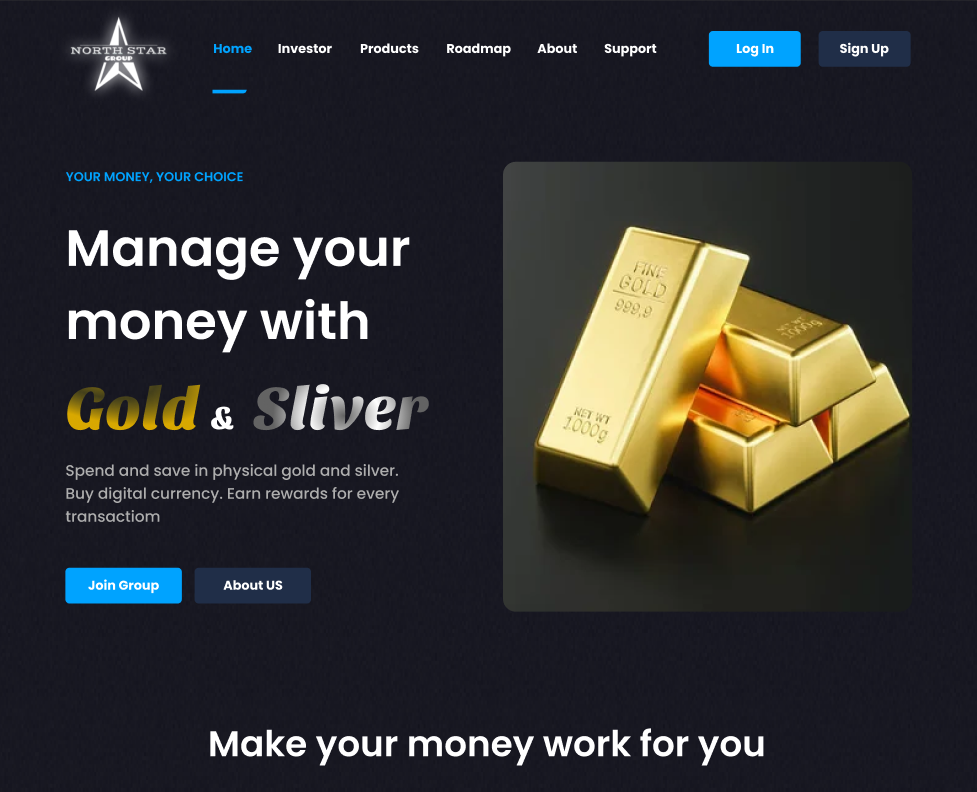 NORTH STAR
GROUP
Home Investor Products Roadmap About Support Log In Sign Up
YOUR MONEY, YOUR CHOICE
Manage your
money with
Gold & Sliver
Spend and save in physical gold and silver.
Buy digital currency. Earn rewards for every
transactiom
Join Group About US
FINE
GOLD
999,9
NET WT
1000g
NET WT
1000g
Make your money work for you